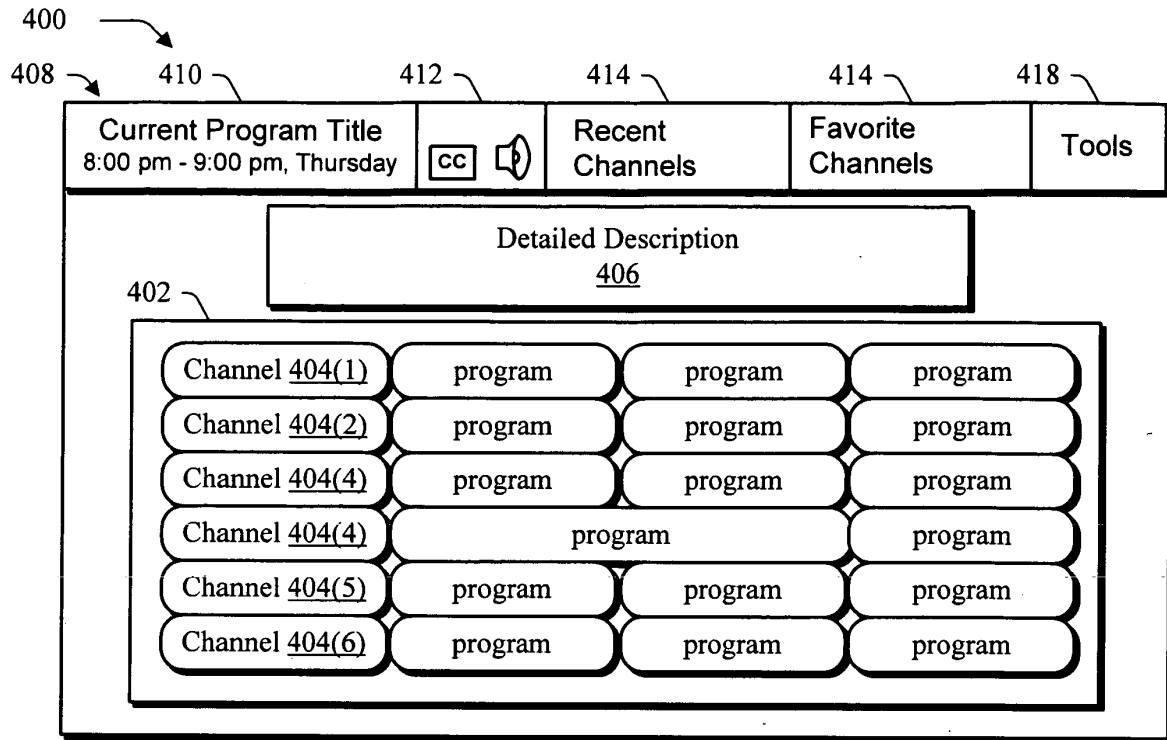 400
408 410 412 414 414 418
Current Program Title
8:00 pm - 9:00 pm, Thursday
CC
Recent
Channels
Favorite
Channels
Tools
Detailed Description
406
402
Channel 404(1) program program program
Channel 404(2) program program program
Channel 404(4) program program program
Channel 404(4) program program
Channel 404(5) program program program
Channel 404(6) program program program